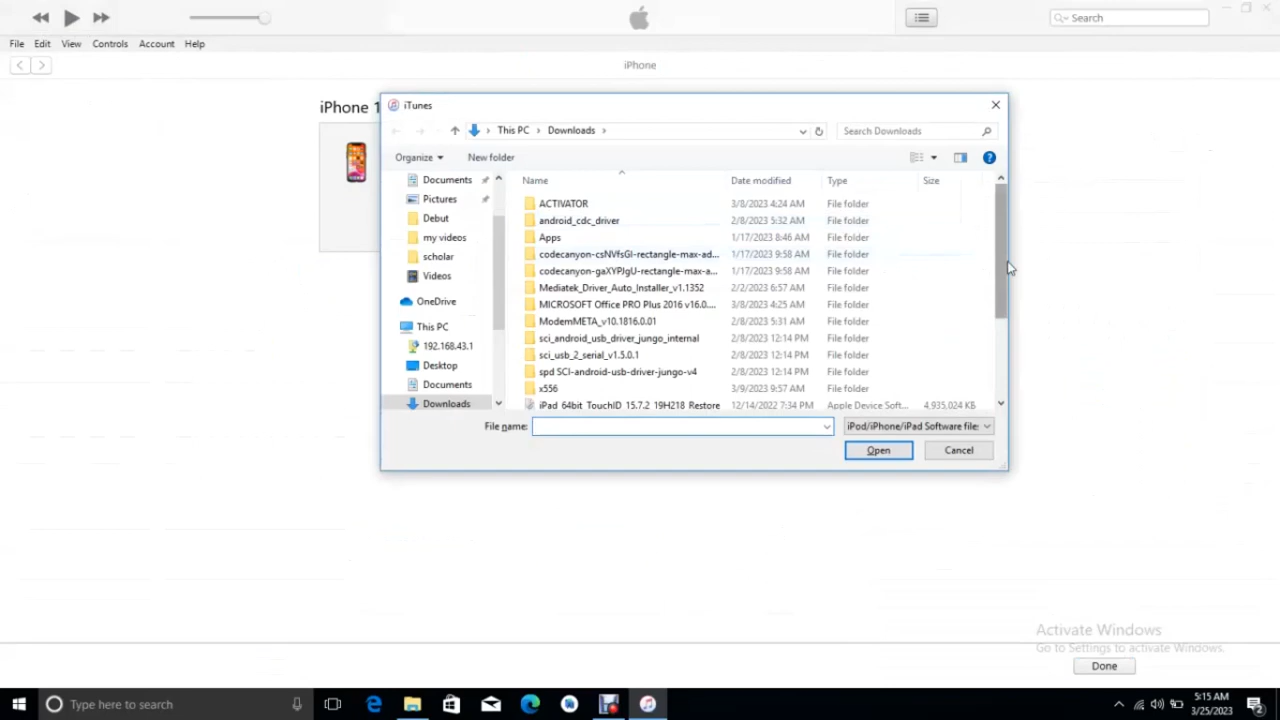 Search
File Edit View Controls Account Help
iPhone
iPhone 1
iTunes
This PC > Downloads >
Search Downloads
Organize New folder
Name Date modified Type Size
Documents
Pictures
Debut
my videos
scholar
Videos
OneDrive
This PC
192.168.43.1
Desktop
Documents
Downloads
ACTIVATOR 3/8/2023 4:24 AM File folder
android_cdc_driver 2/8/2023 5:32 AM File folder
Apps 1/17/2023 8:46 AM File folder
codecanyon-csNVfsGI-rectangle-max-ad... 1/17/2023 9:58 AM File folder
codecanyon-gaXYPJgU-rectangle-max-a... 1/17/2023 9:58 AM File folder
Mediatek_Driver_Auto_Installer_v1.1352 2/2/2023 6:57 AM File folder
MICROSOFT Office PRO Plus 2016 v16.0.... 3/8/2023 4:25 AM File folder
ModemMETA_v10.1816.0.01 2/8/2023 5:31 AM File folder
sci_android_usb_driver_jungo_internal 2/8/2023 12:14 PM File folder
sci_usb_2_serial_v1.5.0.1 2/8/2023 12:14 PM File folder
spd SCI-android-usb-driver-jungo-v4 2/8/2023 12:14 PM File folder
x556 3/9/2023 9:57 AM File folder
iPad_64bit_TouchID_15.7.2_19H218_Restore 12/14/2022 7:34 PM Apple Device Soft... 4,935,024 KB
File name: iPod/iPhone/iPad Software files
Open Cancel
Activate Windows
Go to Settings to activate Windows.
Done
Type here to search
5:15 AM
3/25/2023
2